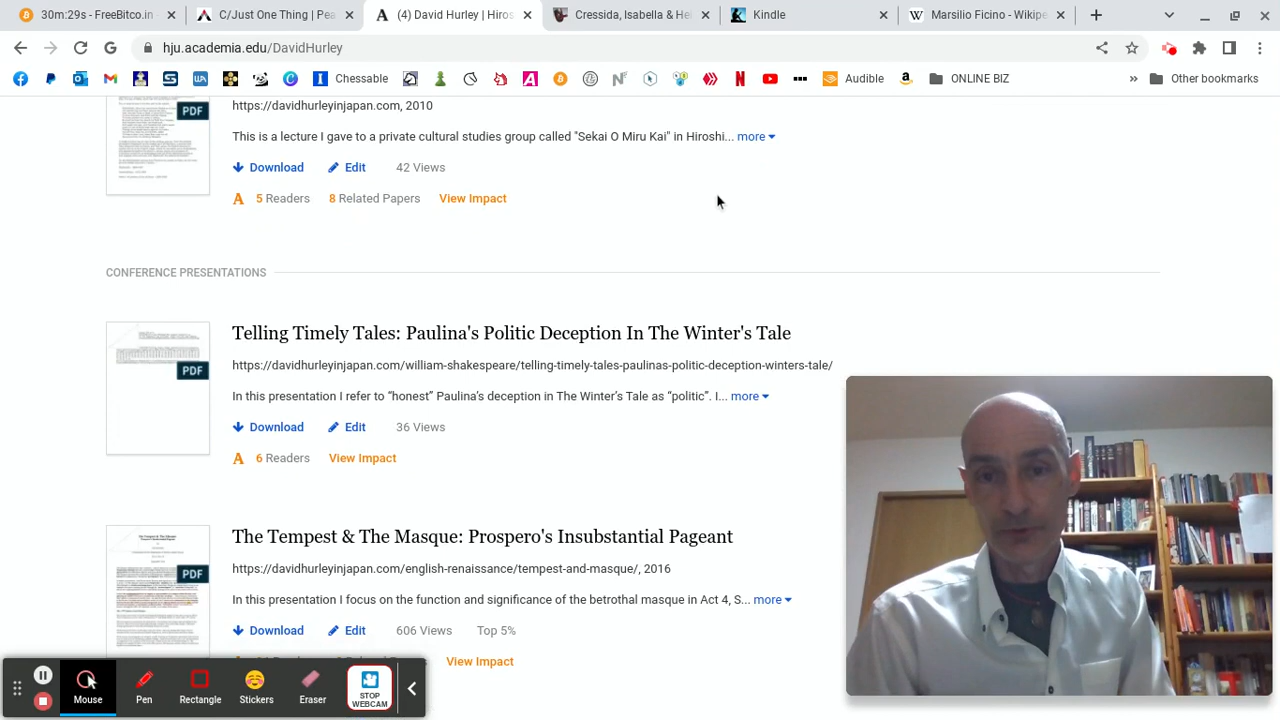 30m:29s - FreeBitco.in -
C/Just One Thing | Pea
(4) David Hurley | Hiros
Cressida, Isabella & Hel
Kindle
Marsilio Ficino - Wikipe
hju.academia.edu/DavidHurley
Chessable
Audible
ONLINE BIZ
Other bookmarks
PDF
https://davidhurleyinjapan.com, 2010
This is a lecture I gave to a private cultural studies group called "Sekai O Miru Kai" in Hiroshi... more
Download Edit 42 Views
5 Readers 8 Related Papers View Impact
CONFERENCE PRESENTATIONS
Telling Timely Tales: Paulina's Politic Deception In The Winter's Tale
PDF
https://davidhurleyinjapan.com/william-shakespeare/telling-timely-tales-paulinas-politic-deception-winters-tale/
In this presentation I refer to “honest” Paulina’s deception in The Winter’s Tale as “politic”. I... more
Download Edit 36 Views
6 Readers View Impact
The Tempest & The Masque: Prospero's Insubstantial Pageant
PDF
https://davidhurleyinjapan.com/english-renaissance/tempest-and-masque/, 2016
In this paper I discus the function and significance of the betrothal masque in Act 4, S... more
Download Edit 606 Views Top 5%
View Impact
Mouse
Pen
Rectangle
Stickers
Eraser
STOP
WEBCAM